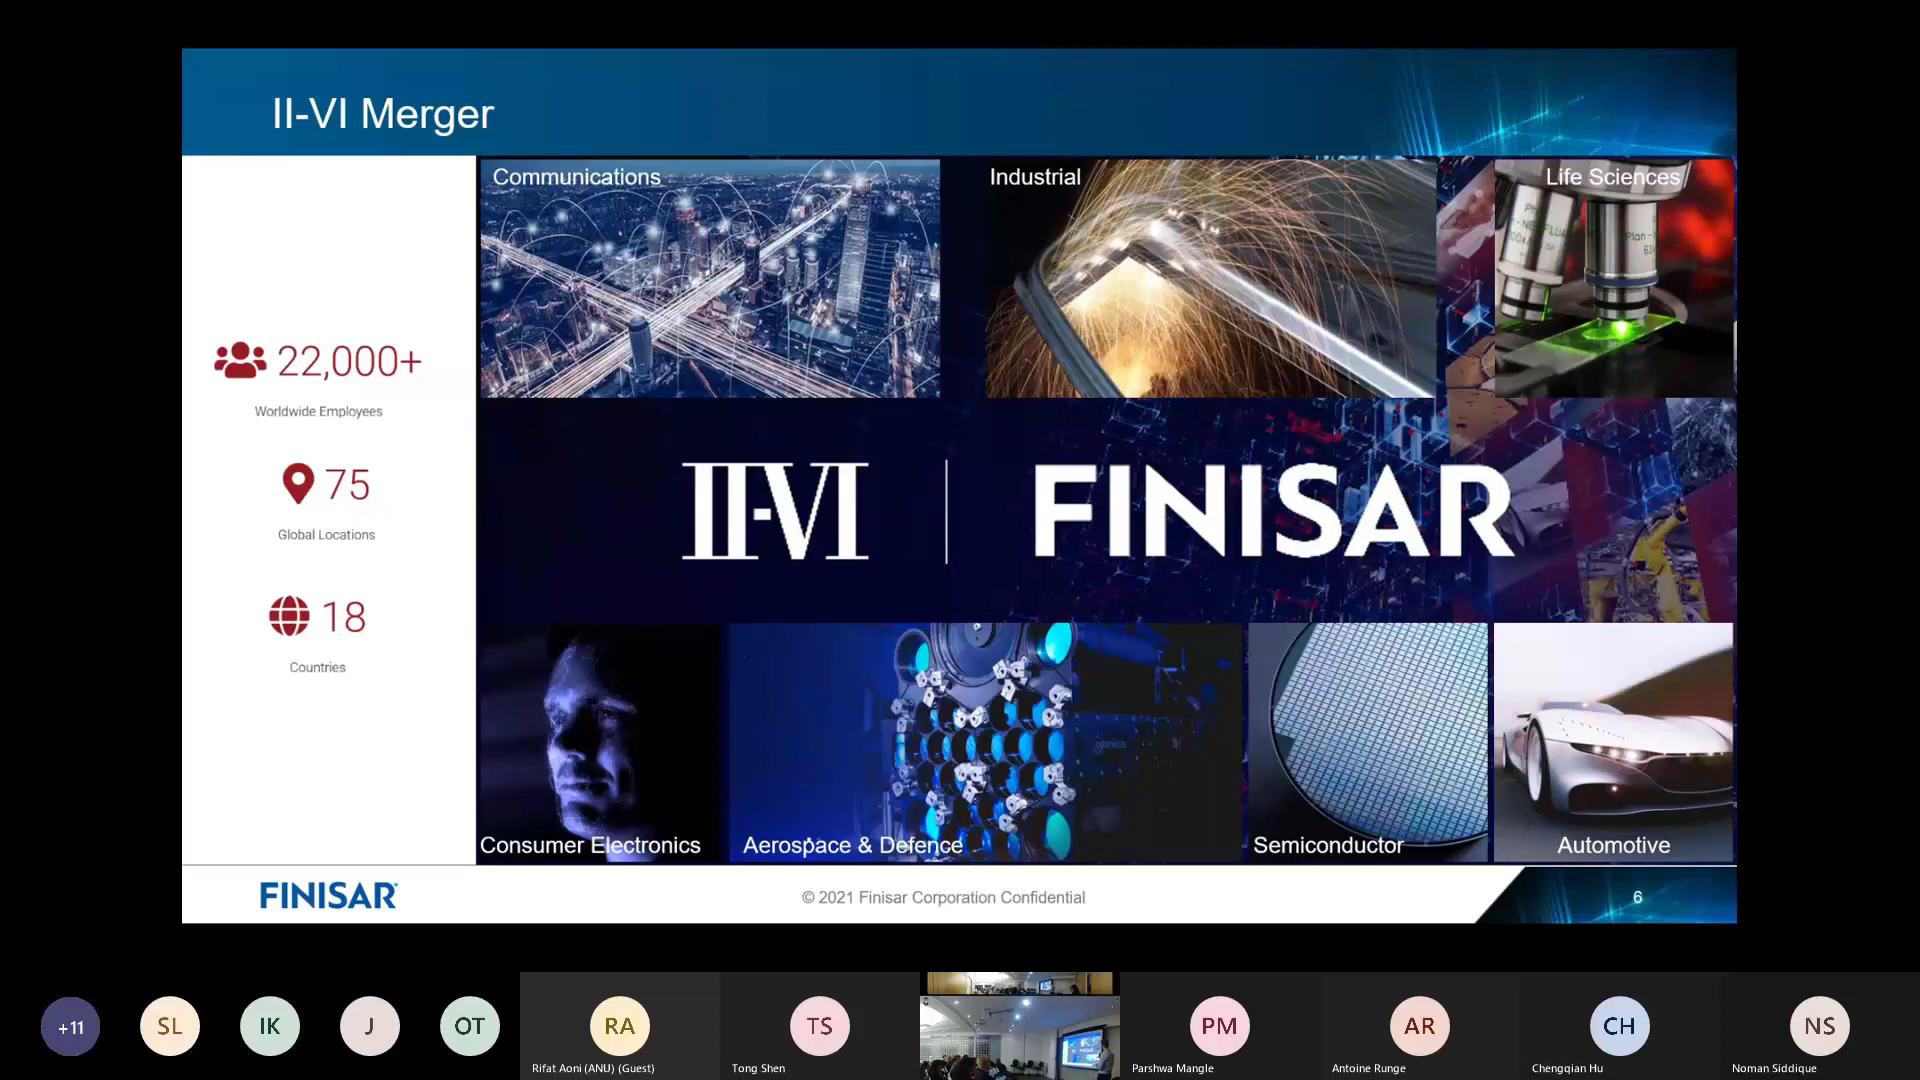 II-VI Merger
Communications
Industrial
Life Sciences
22,000+
Worldwide Employees
75
Global Locations
18
Countries
II-VI
FINISAR
Consumer Electronics
Aerospace & Defence
Semiconductor
Automotive
FINISAR
© 2021 Finisar Corporation Confidential
6
+11
SL
IK
J
OT
RA
Rifat Aoni (ANU) (Guest)
TS
Tong Shen
PM
Parshwa Mangle
AR
Antoine Runge
CH
Chengqian Hu
NS
Noman Siddique